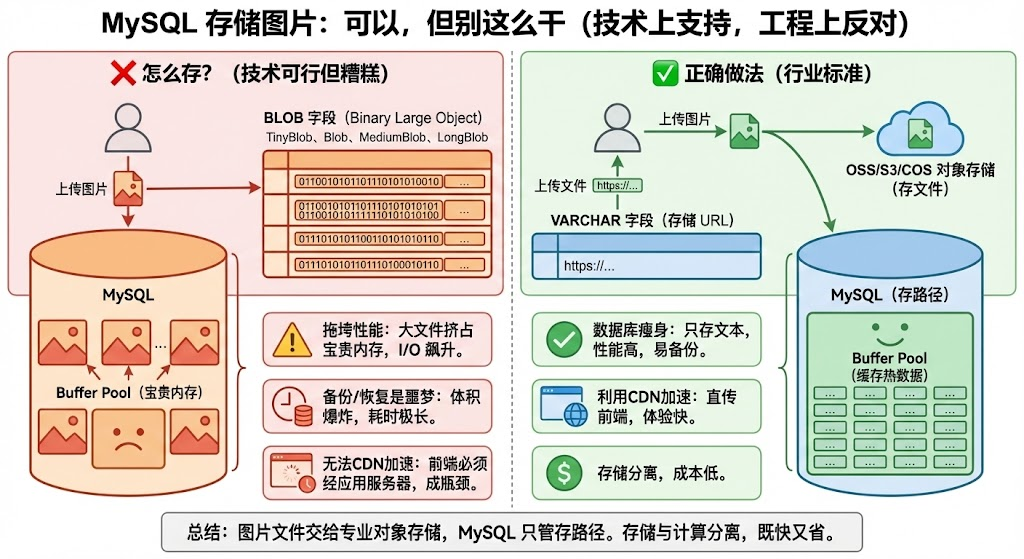 MySQL 存储图片：可以，但别这么干（技术上支持，工程上反对）
怎么存？（技术可行但糟糕）
BLOB 字段（Binary Large Object）
TinyBlob、Blob、MediumBlob、LongBlob
上传图片
0110010101101110101010010 ...
01100101011011101010101010101
01100101011111101010101010100 ...
01110101011001101010101010110 ...
01110101011011101010100010110 ...
MySQL
...
Buffer Pool（宝贵内存）
拖垮性能：大文件挤占
宝贵内存，I/O 飙升。
备份/恢复是噩梦：体积
爆炸，耗时极长。
无法CDN加速：前端必须
经应用服务器，成瓶颈。
正确做法（行业标准）
上传图片
OSS/S3/COS 对象存储
（存文件）
上传文件 https://...
VARCHAR 字段（存储 URL）
https://...
数据库瘦身：只存文本，
性能高，易备份。
利用CDN加速：直传
前端，体验快。
$
存储分离，成本低。
MySQL（存路径）
Buffer Pool
（缓存热数据）
... ... ... ...
... ... ... ...
... ... ... ...
... ... ... ...
... ... ... ...
总结：图片文件交给专业对象存储，MySQL 只管存路径。存储与计算分离，既快又省。